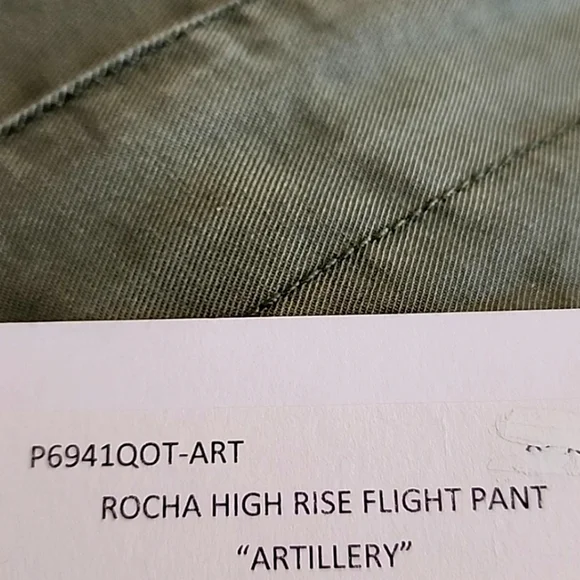 P6941QOT-ART
ROCHA HIGH RISE FLIGHT PANT
“ARTILLERY”